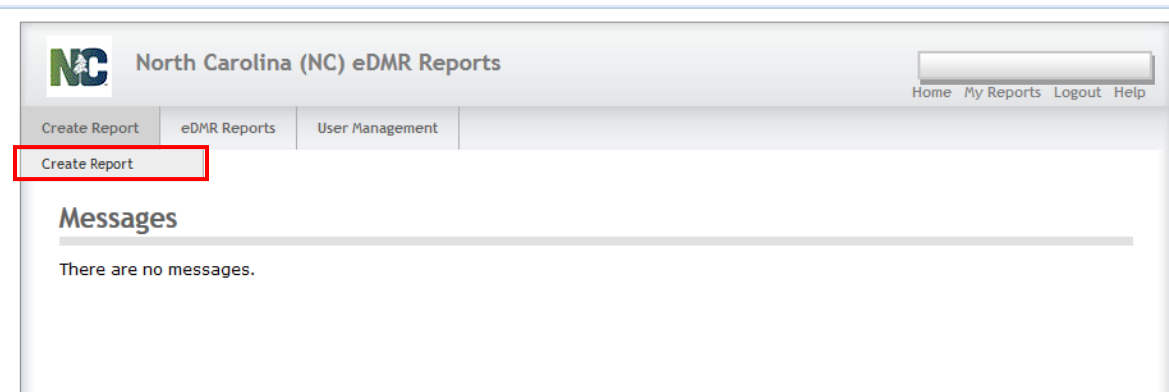 NC
North Carolina (NC) eDMR Reports
Home My Reports Logout Help
Create Report eDMR Reports User Management
Create Report
Messages
There are no messages.